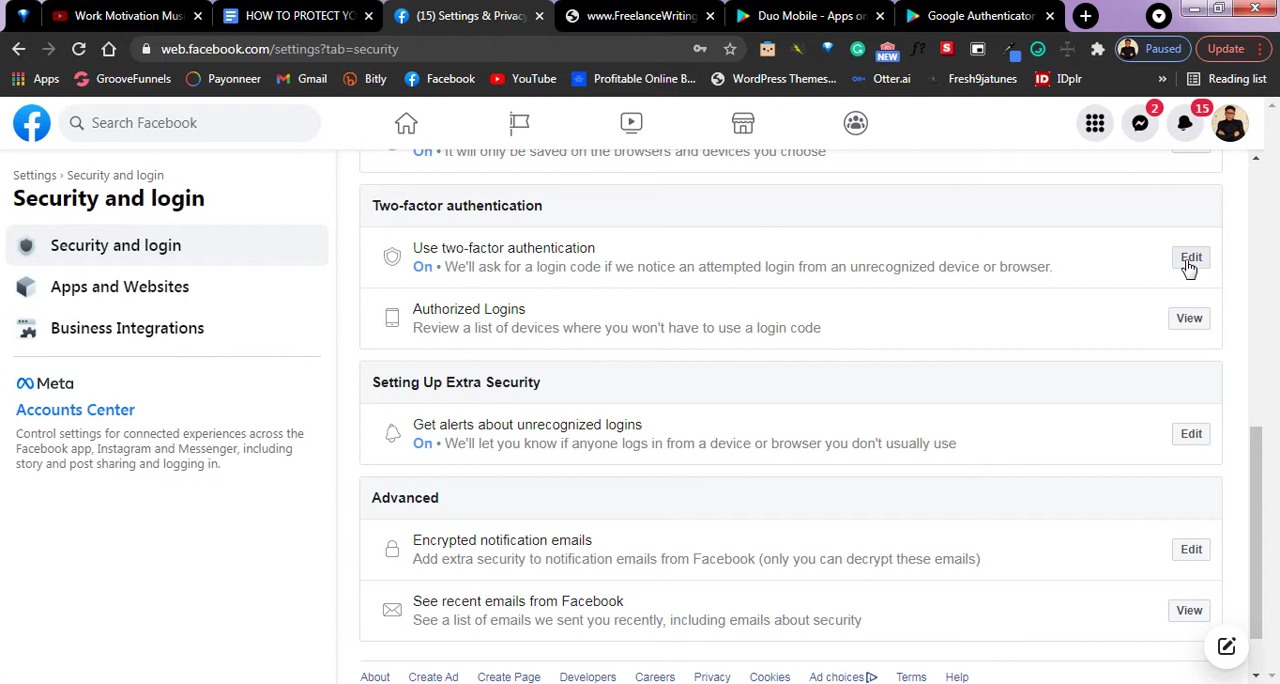 Work Motivation Mus
HOW TO PROTECT YO
(15) Settings & Privac
www.FreelanceWriting
Duo Mobile - Apps on
Google Authenticator
web.facebook.com/settings?tab=security
NEW
Paused
Update
Apps
GrooveFunnels
Payonneer
Gmail
Bitly
Facebook
YouTube
Profitable Online B...
WordPress Themes...
Otter.ai
Fresh9jatunes
IDplr
»
Reading list
Search Facebook
2
15
Settings › Security and login
Security and login
Security and login
Apps and Websites
Business Integrations
Meta
Accounts Center
Control settings for connected experiences across the
Facebook app, Instagram and Messenger, including
story and post sharing and logging in.
On • It will only be saved on the browsers and devices you choose
Two-factor authentication
Use two-factor authentication
On • We'll ask for a login code if we notice an attempted login from an unrecognized device or browser.
Edit
Authorized Logins
Review a list of devices where you won't have to use a login code
View
Setting Up Extra Security
Get alerts about unrecognized logins
On • We'll let you know if anyone logs in from a device or browser you don't usually use
Edit
Advanced
Encrypted notification emails
Add extra security to notification emails from Facebook (only you can decrypt these emails)
Edit
See recent emails from Facebook
See a list of emails we sent you recently, including emails about security
View
About Create Ad Create Page Developers Careers Privacy Cookies Ad choices Terms Help